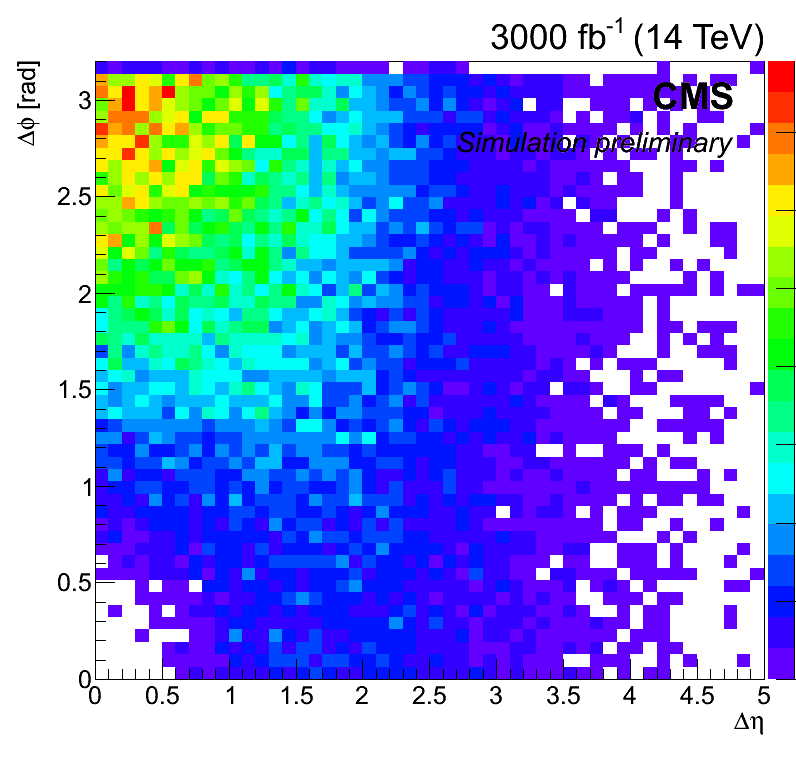 3000 fb-1 (14 TeV)
Δφ [rad]
CMS
Simulation preliminary
3
2.5
2
1.5
1
0.5
0
0 0.5 1 1.5 2 2.5 3 3.5 4 4.5 5
Δη